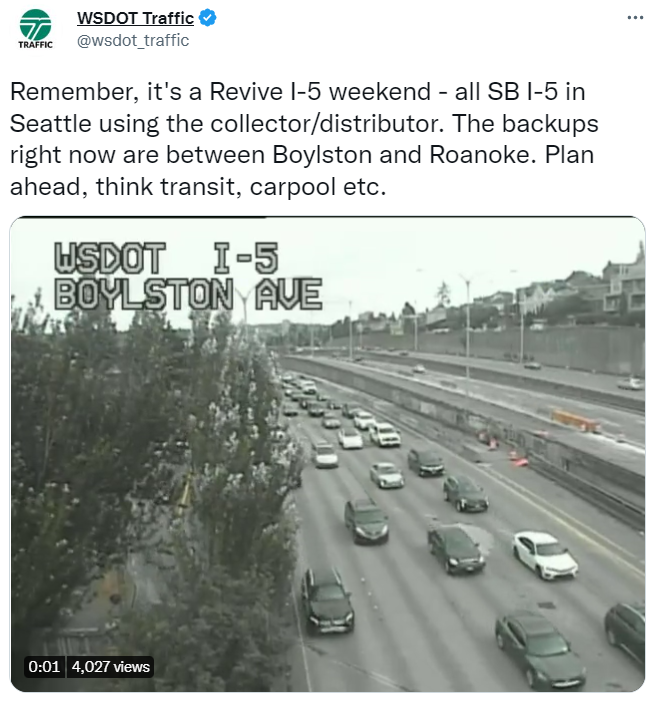 WSDOT Traffic
TRAFFIC
@wsdot_traffic
Remember, it's a Revive I-5 weekend - all SB I-5 in
Seattle using the collector/distributor. The backups
right now are between Boylston and Roanoke. Plan
ahead, think transit, carpool etc.
WSDOT I-5
BOYLSTON AVE
0:01 4,027 views